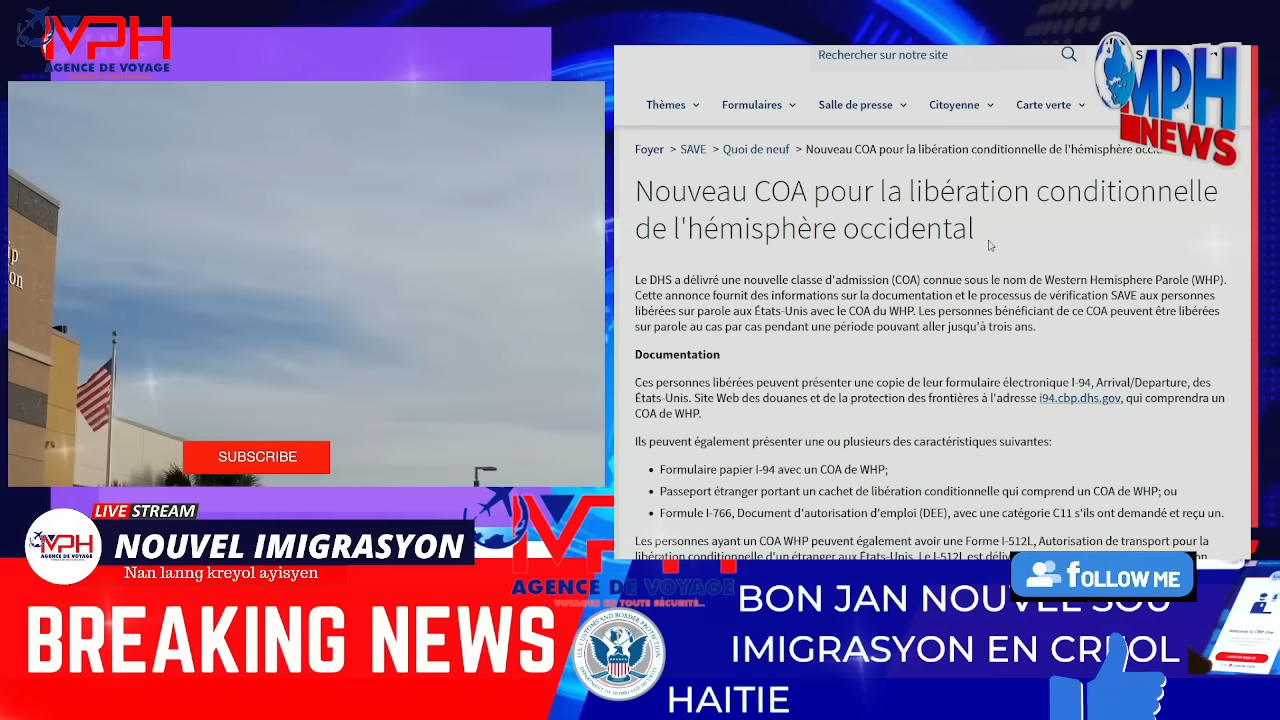 MPH
AGENCE DE VOYAGE
Rechercher sur notre site
S
MPH
NEWS
Thèmes
Formulaires
Salle de presse
Citoyenne
Carte verte
Foyer > SAVE > Quoi de neuf > Nouveau COA pour la libération conditionnelle de l'hémisphère
Nouveau COA pour la libération conditionnelle
de l'hémisphère occidental
Le DHS a délivré une nouvelle classe d'admission (COA) connue sous le nom de Western Hemisphere Parole (WHP).
Cette annonce fournit des informations sur la documentation et le processus de vérification SAVE aux personnes
libérées sur parole aux États-Unis avec le COA du WHP. Les personnes bénéficiant de ce COA peuvent être libérées
sur parole au cas par cas pendant une période pouvant aller jusqu'à trois ans.
Documentation
Ces personnes libérées peuvent présenter une copie de leur formulaire électronique I-94, Arrival/Departure, des
États-Unis. Site Web des douanes et de la protection des frontières à l'adresse i94.cbp.dhs.gov, qui comprendra un
COA de WHP.
Ils peuvent également présenter une ou plusieurs des caractéristiques suivantes:
• Formulaire papier I-94 avec un COA de WHP;
• Passeport étranger portant un cachet de libération conditionnelle qui comprend un COA de WHP; ou
• Formule I-766, Document d'autorisation d'emploi (DEE), avec une catégorie C11 s'ils ont demandé et reçu un.
Les personnes ayant un COA WHP peuvent également avoir une Forme I-512L, Autorisation de transport pour la
libération conditionnelle d'un étranger aux États-Unis. Le I-512L est
SUBSCRIBE
LIVE STREAM
MPH
AGENCE DE VOYAGE
NOUVEL IMIGRASYON
Nan lanng kreyol ayisyen
BREAKING NEWS
AGENCE DE VOYAGE
VOYAGEZ EN TOUTE SÉCURITÉ..
FOLLOW ME
BON JAN NOUVEL SOU
IMIGRASYON EN
HAITIE